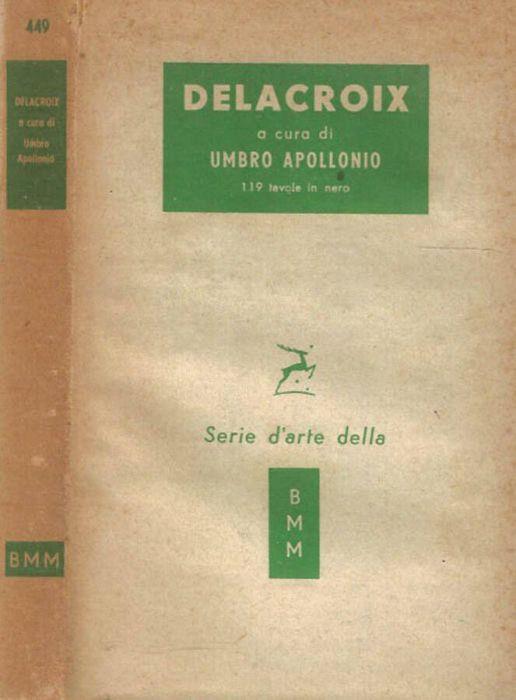 449
DELACROIX
a cura di
Umbro
Apollonio
BMM
DELACROIX
a cura di
UMBRO APOLLONIO
119 tavole in nero
Serie d'arte della
B
M
M